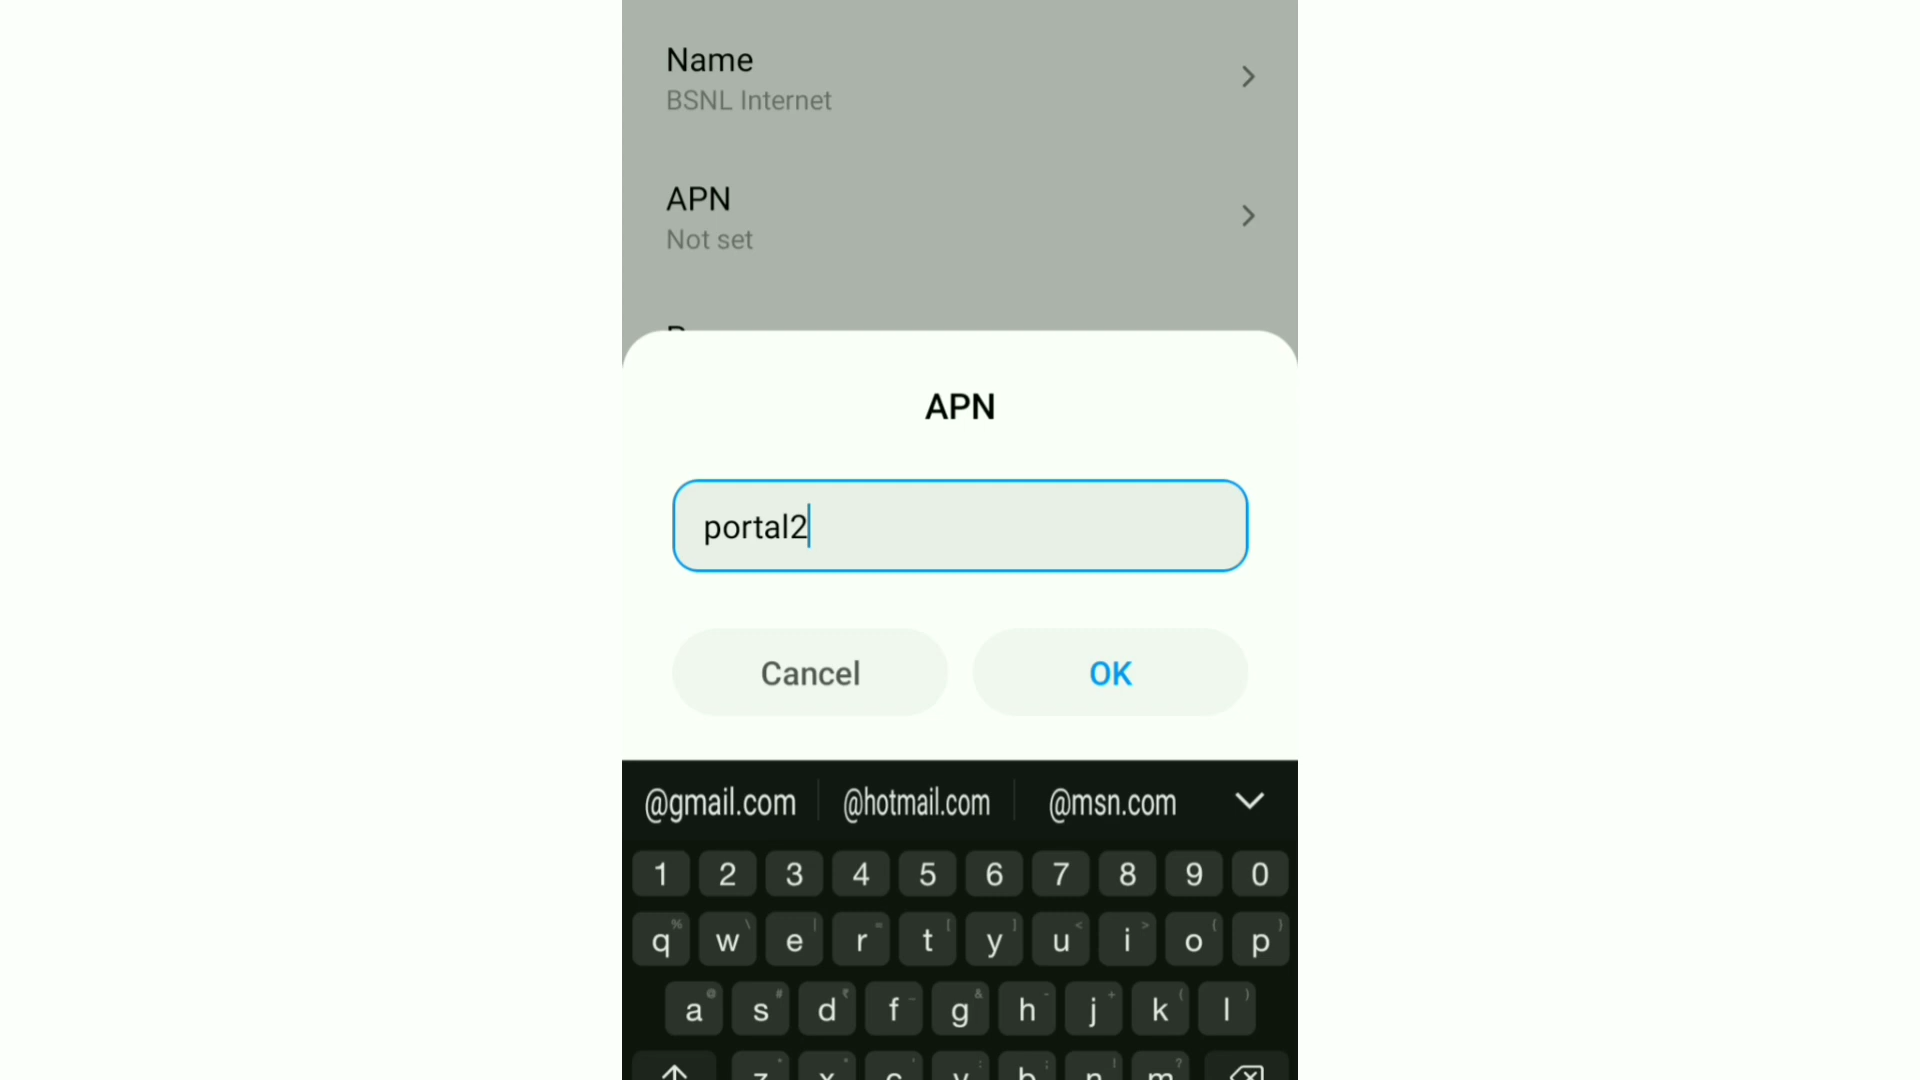 Name
BSNL Internet
APN
Not set
APN
portal2
Cancel OK
@gmail.com @hotmail.com @msn.com
1 2 3 4 5 6 7 8 9 0
q w e r t y u i o p
a s d f g h j k l
z x c v b n m